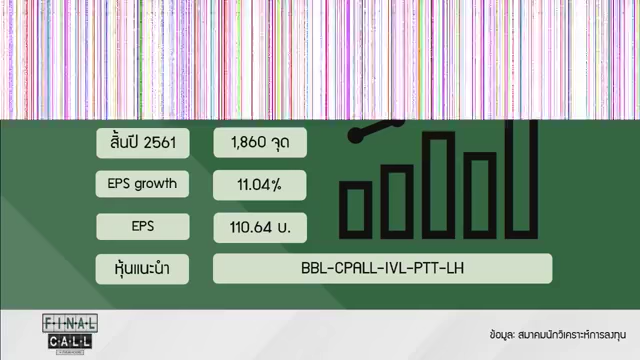 สิ้นปี 2561 1,860 จุด
EPS growth 11.04%
EPS 110.64 บ.
หุ้นแนะนำ BBL-CPALL-IVL-PTT-LH
FINAL
CALL
ข้อมูล: สมาคมนักวิเคราะห์การลงทุน